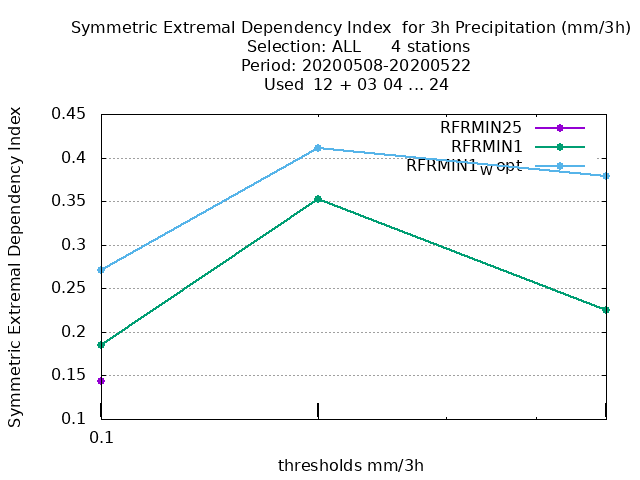 Symmetric Extremal Dependency Index  for 3h Precipitation (mm/3h)
Selection: ALL      4 stations
Period: 20200508-20200522
Used  12 + 03 04 ... 24
Symmetric Extremal Dependency Index
0.45
0.4
0.35
0.3
0.25
0.2
0.15
0.1
RFRMIN25
RFRMIN1
RFRMIN1wopt
0.1
thresholds mm/3h